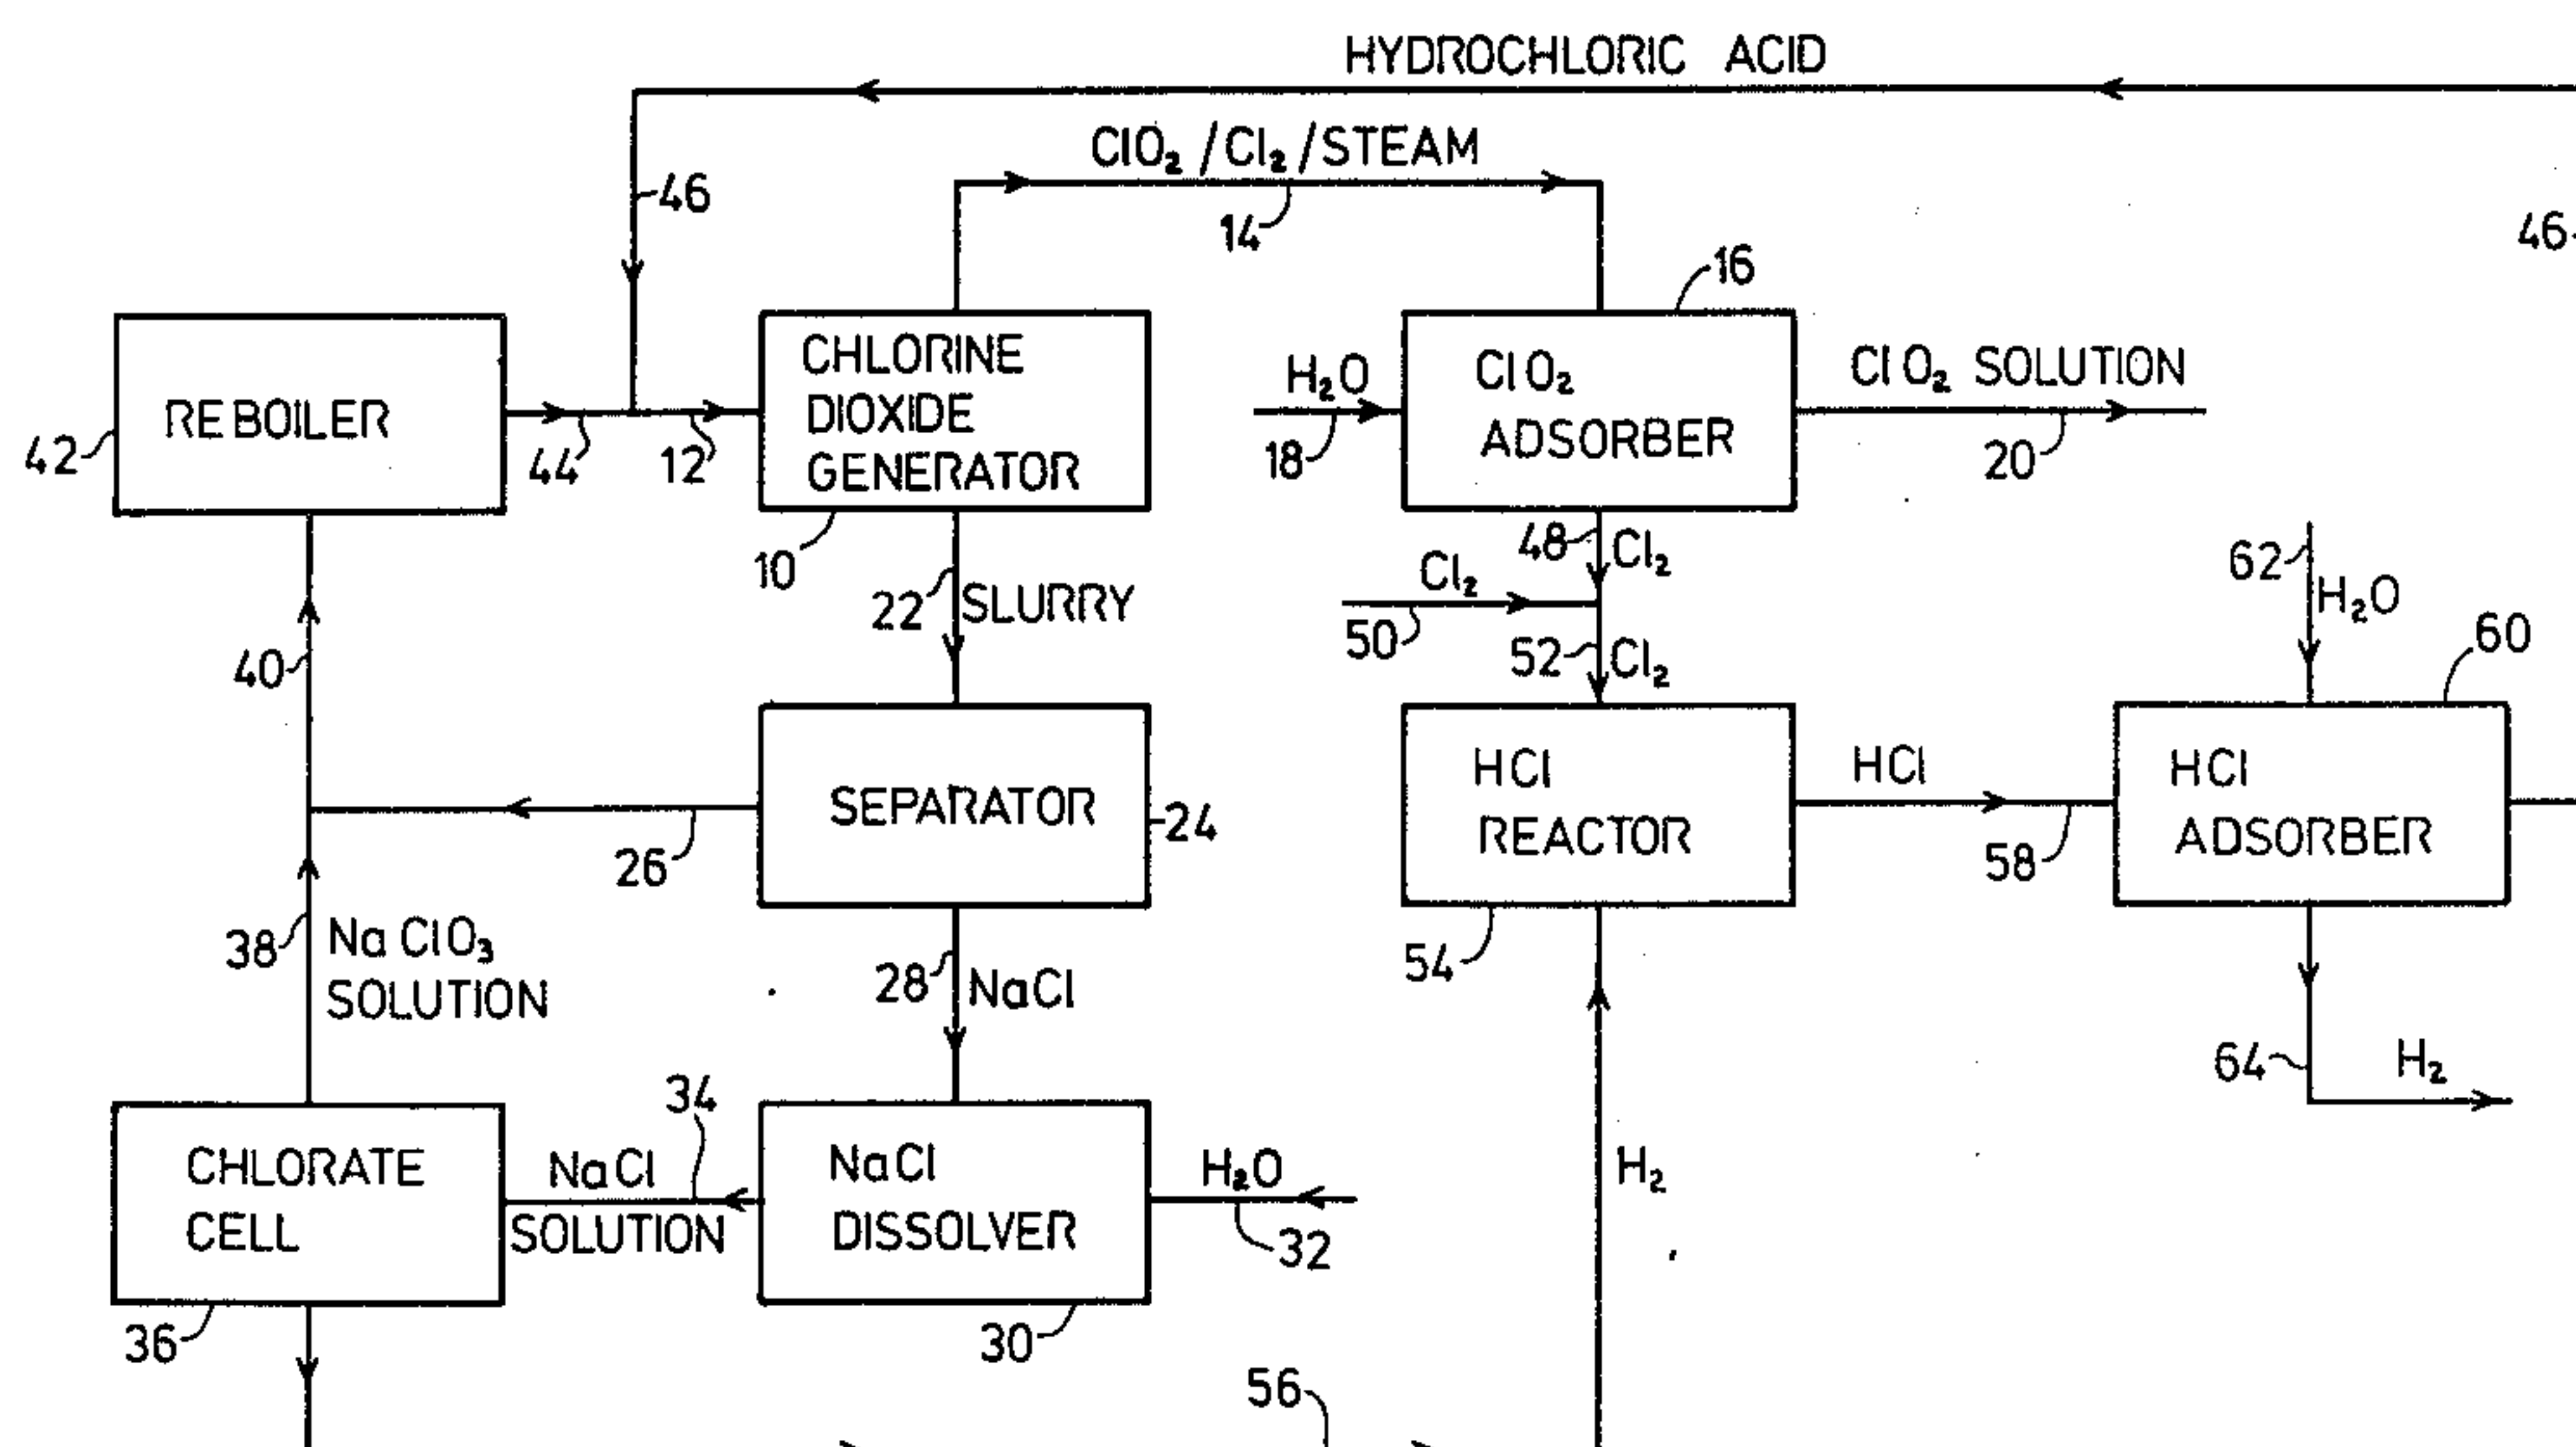 HYDROCHLORIC ACID
ClO₂ /Cl₂ /STEAM
46
14
46
16
REBOILER
42
44
12
CHLORINE
DIOXIDE
GENERATOR
10
H₂O
18
ClO₂
ADSORBER
ClO₂ SOLUTION
20
48
Cl₂
Cl₂
50
52
Cl₂
22
SLURRY
62
H₂O
60
40
SEPARATOR
24
26
HCl
REACTOR
54
HCl
58
HCl
ADSORBER
38
NaClO₃
SOLUTION
28
NaCl
64
H₂
CHLORATE
CELL
36
34
NaCl
SOLUTION
NaCl
DISSOLVER
30
H₂O
32
H₂
56